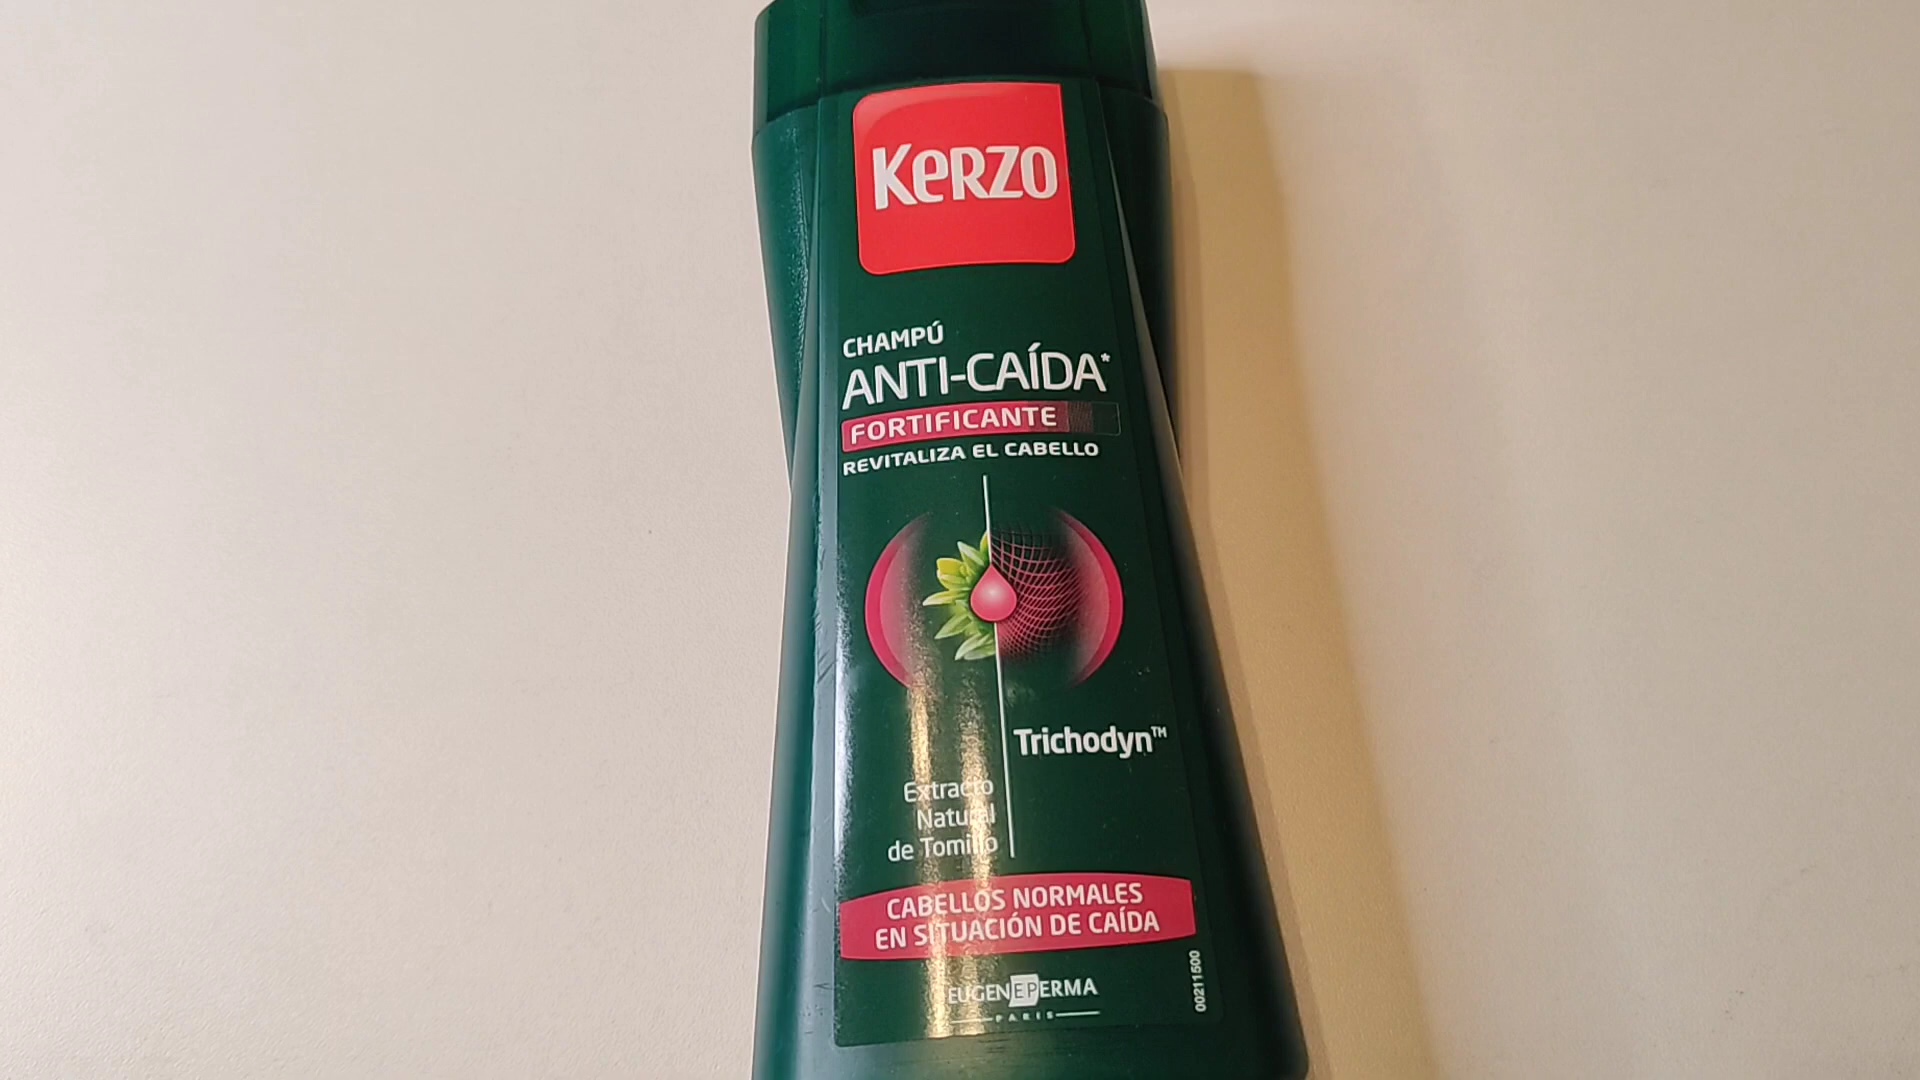 KeRZO
CHAMPÚ
ANTI-CAÍDA*
FORTIFICANTE
REVITALIZA EL CABELLO
Trichodyn™
Extracto
Natural
de Tomillo
CABELLOS NORMALES
EN SITUACIÓN DE CAÍDA
EUGENEPERMA
PARIS
00211500